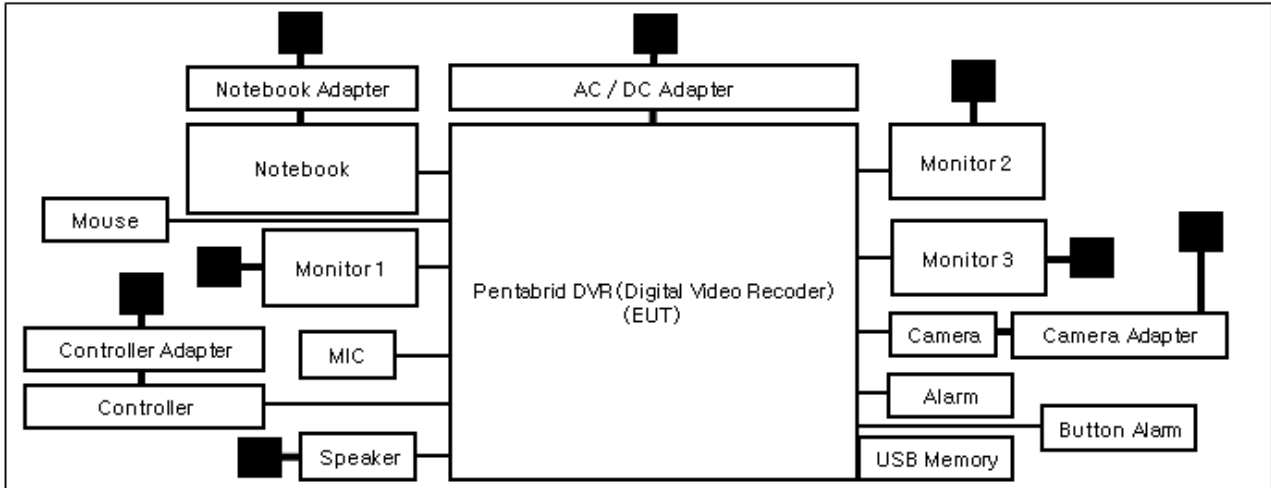 Notebook Adapter
AC / DC Adapter
Notebook
Monitor 2
Mouse
Monitor 1
Monitor 3
Pentabrid DVR(Digital Video Recoder)
(EUT)
Controller Adapter
MIC
Camera
Camera Adapter
Controller
Alarm
Button Alarm
Speaker
USB Memory